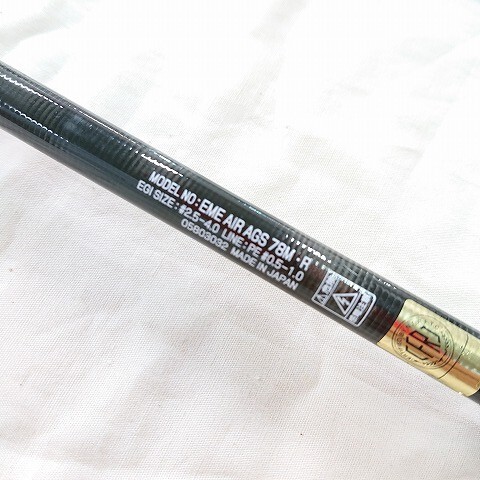 MODEL NO : EME AIR AGS 78M・R
EGI SIZE : #2.5-4.0 LINE : PE #0.5-1.0
05803032 MADE IN JAPAN